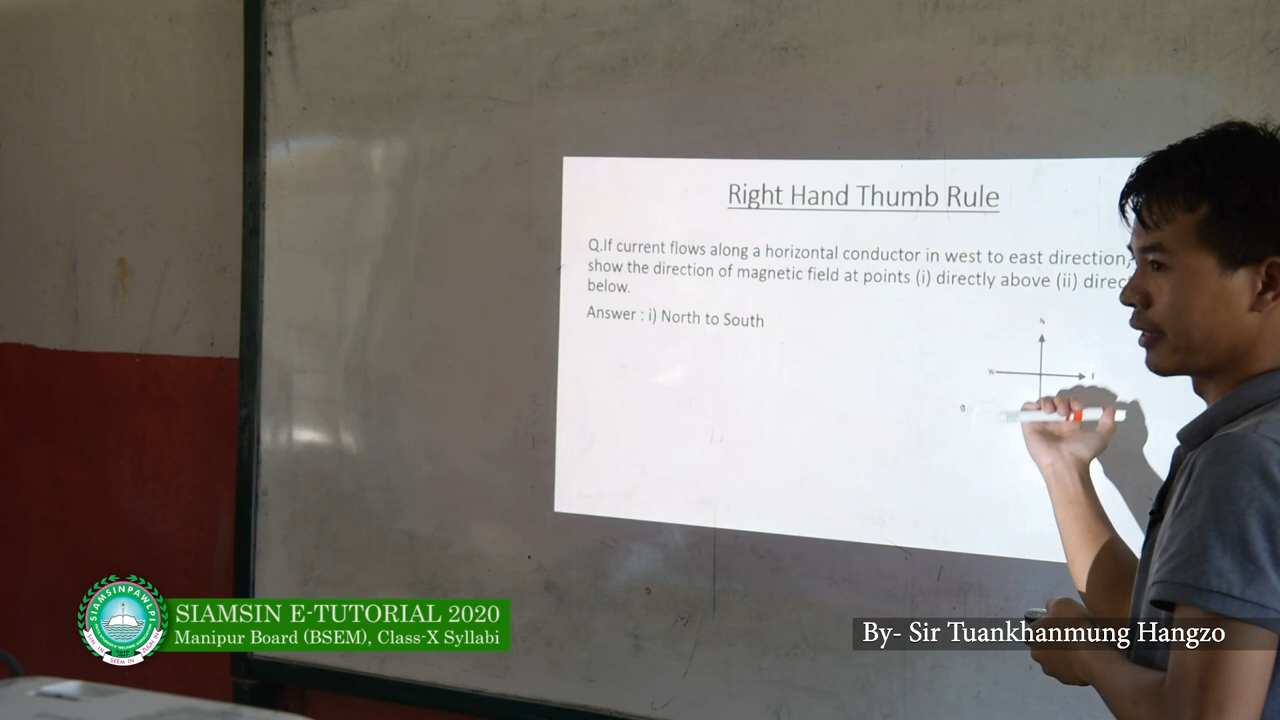 Right Hand Thumb Rule
Q.If current flows along a horizontal conductor in west to east direction,
show the direction of magnetic field at points (i) directly above (ii) direc
below.
Answer : i) North to South
N
W
E
SIAMSINPAWLPI
SIAMSIN E-TUTORIAL 2020
Manipur Board (BSEM), Class-X Syllabi
By- Sir Tuankhanmung Hangzo